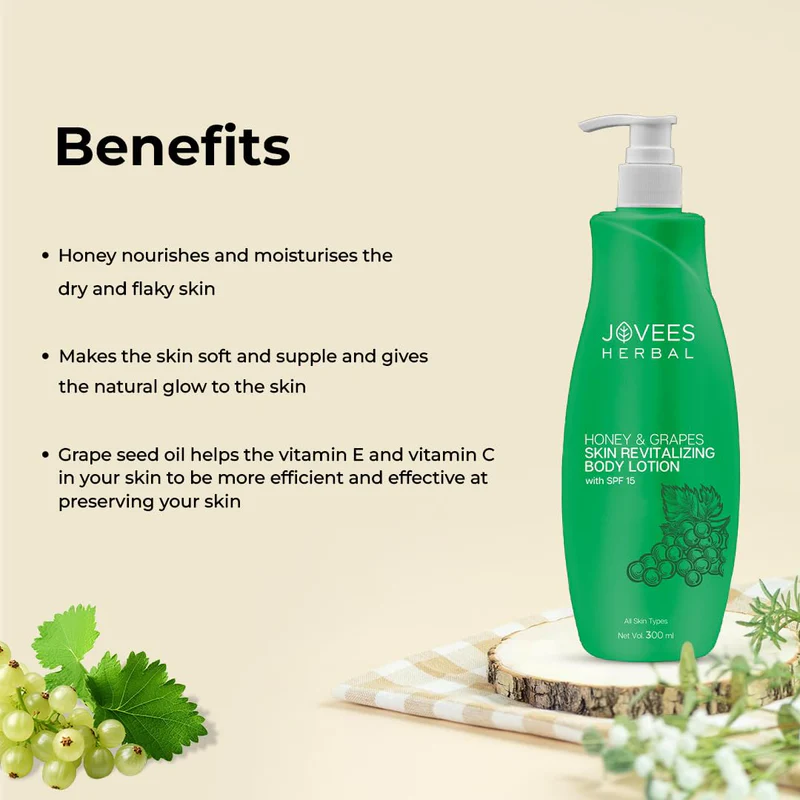 Benefits
• Honey nourishes and moisturises the
dry and flaky skin
• Makes the skin soft and supple and gives
the natural glow to the skin
• Grape seed oil helps the vitamin E and vitamin C
in your skin to be more efficient and effective at
preserving your skin
JOVEES
HERBAL
HONEY & GRAPES
SKIN REVITALIZING
BODY LOTION
with SPF 15
All Skin Types
Net Vol. 300 ml